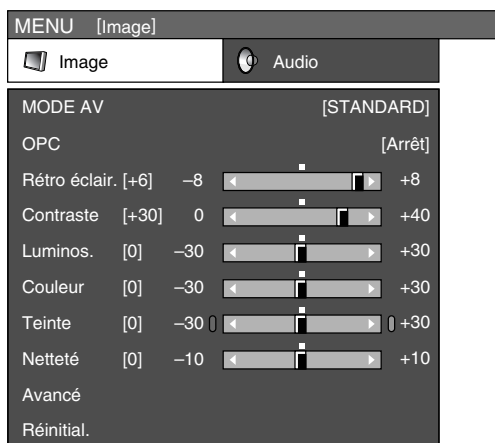 MENU [Image]
Image Audio
MODE AV [STANDARD]
OPC [Arrêt]
Rétro éclair. [+6] –8 +8
Contraste [+30] 0 +40
Luminos. [0] –30 +30
Couleur [0] –30 +30
Teinte [0] –30 +30
Netteté [0] –10 +10
Avancé
Réinitial.